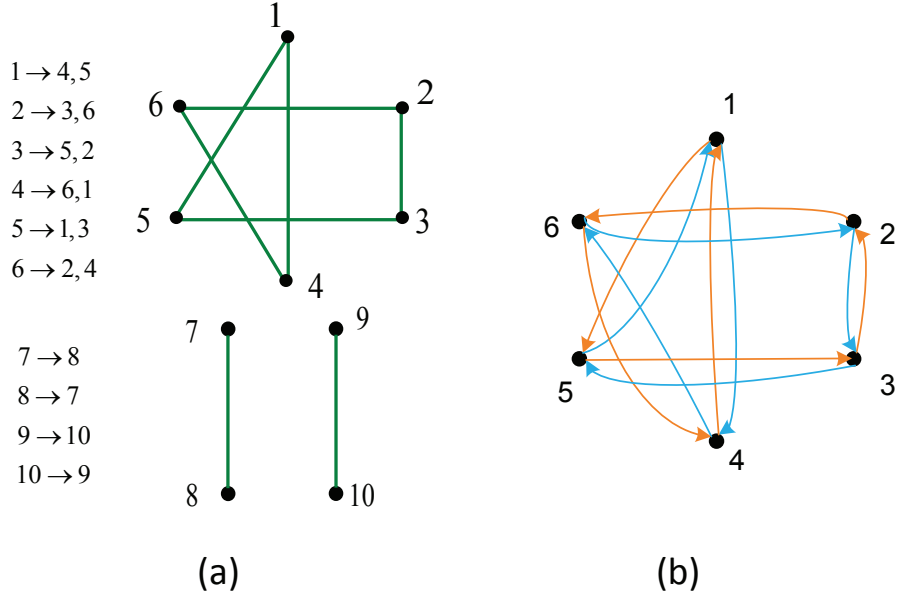 1 → 4, 5
2 → 3, 6
3 → 5, 2
4 → 6, 1
5 → 1, 3
6 → 2, 4
1
6
2
5
3
4
7 → 8
8 → 7
9 → 10
10 → 9
7
9
8
10
(a)
1
6
2
5
3
4
(b)